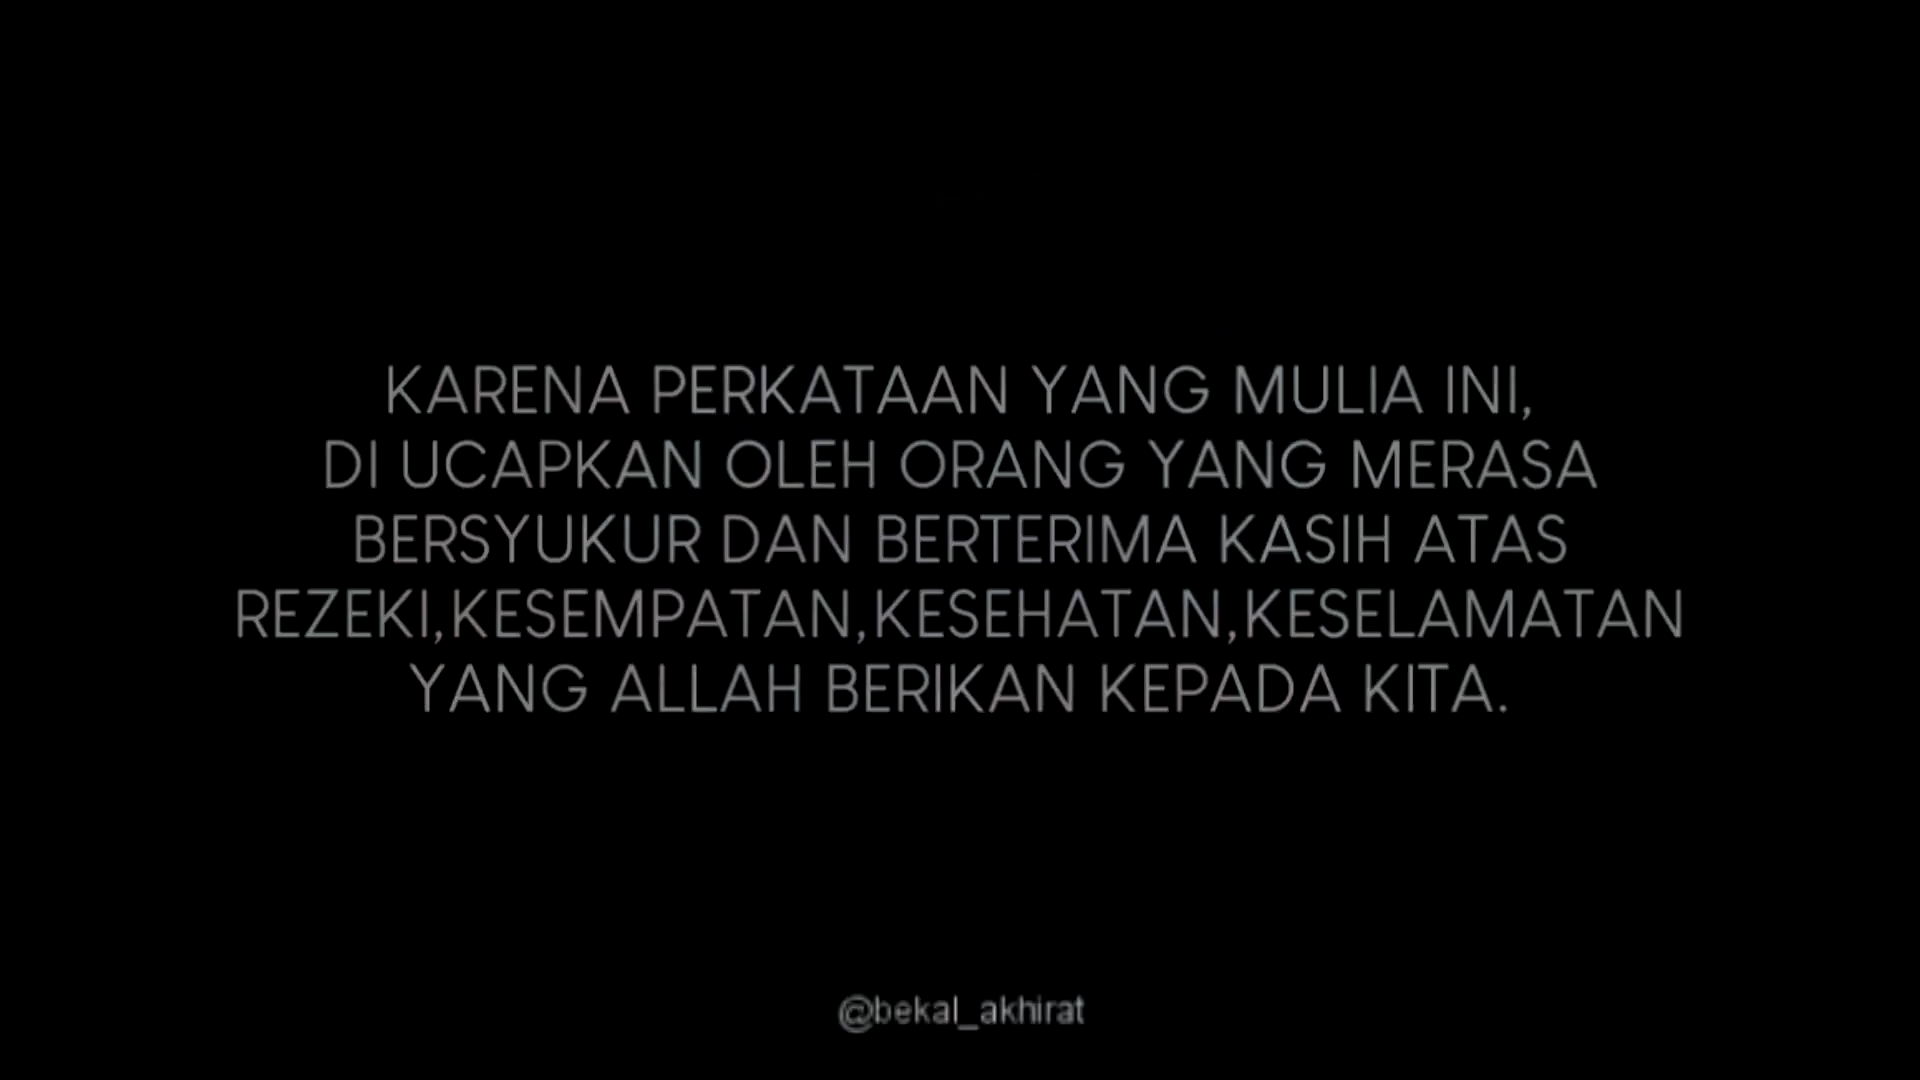 KARENA PERKATAAN YANG MULIA INI,
DI UCAPKAN OLEH ORANG YANG MERASA
BERSYUKUR DAN BERTERIMA KASIH ATAS
REZEKI,KESEMPATAN,KESEHATAN,KESELAMATAN
YANG ALLAH BERIKAN KEPADA KITA.
@bekal_akhirat